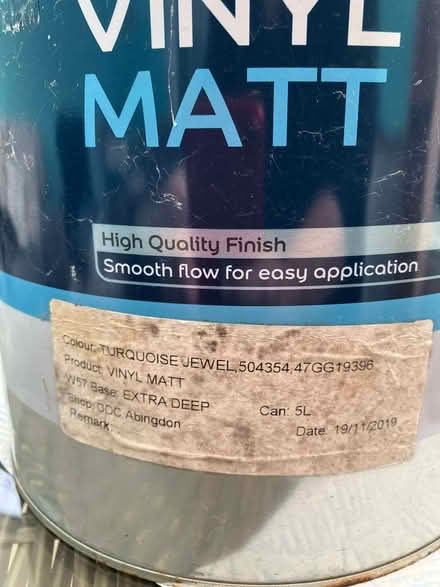 VINYL
MATT
High Quality Finish
Smooth flow for easy application
Colour: TURQUOISE JEWEL,504354,47GG19396
Product: VINYL MATT
W57 Base: EXTRA DEEP
Shop: DDC Abingdon
Can: 5L
Remark:
Date: 19/11/2019